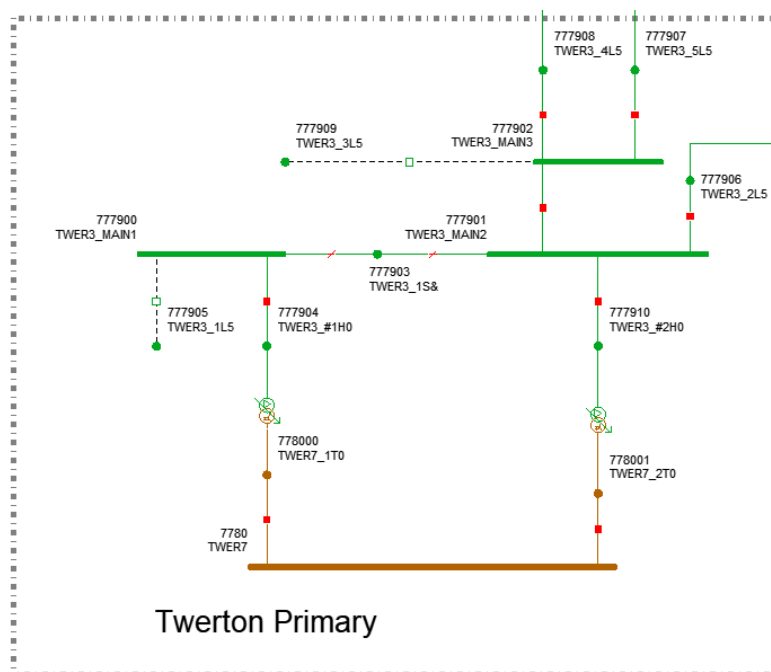 777908
TWER3_4L5
777907
TWER3_5L5
777909
TWER3_3L5
777902
TWER3_MAIN3
777906
TWER3_2L5
777900
TWER3_MAIN1
777901
TWER3_MAIN2
777903
TWER3_1S&
777905
TWER3_1L5
777904
TWER3_#1H0
777910
TWER3_#2H0
778000
TWER7_1T0
778001
TWER7_2T0
7780
TWER7
Twerton Primary